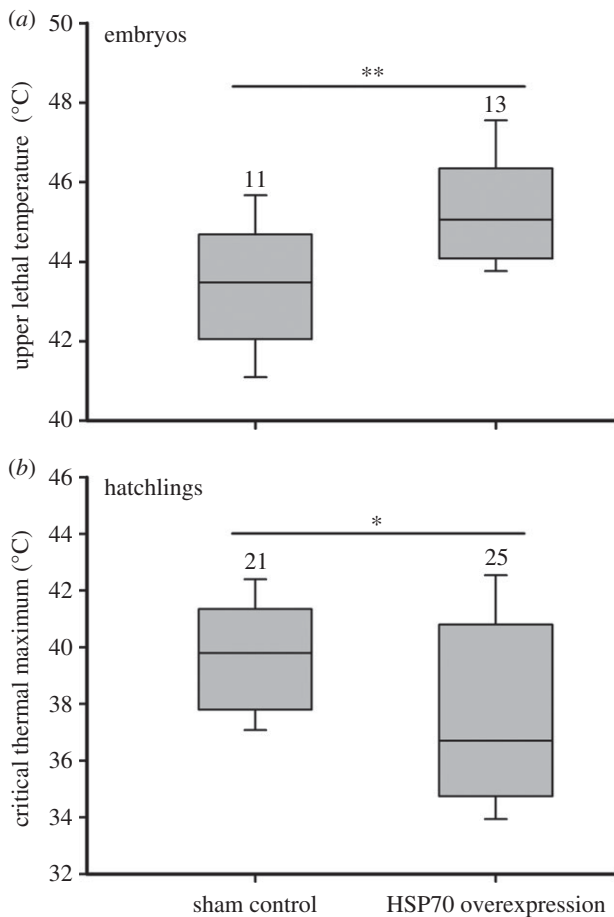 (a)
embryos
upper lethal temperature (°C)
50
48
46
44
42
40
**
11
13
(b)
hatchlings
critical thermal maximum (°C)
46
44
42
40
38
36
34
32
*
21
25
sham control
HSP70 overexpression